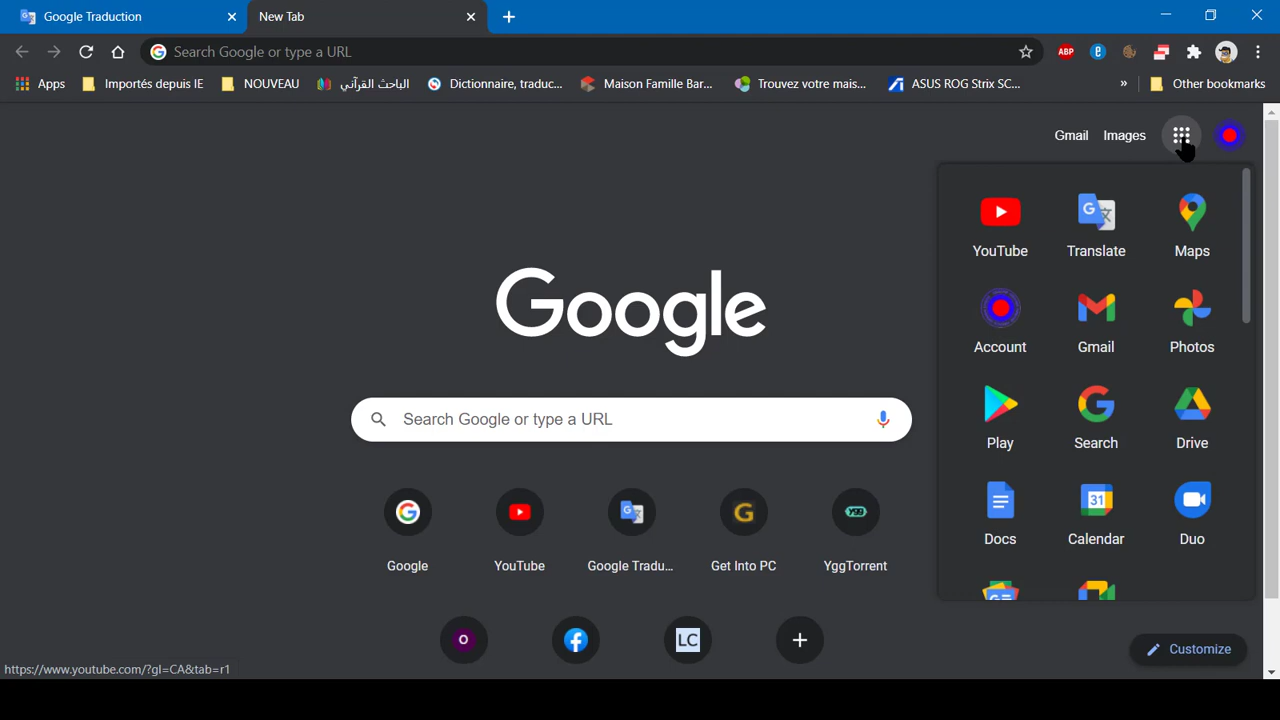 Google Traduction
New Tab
Search Google or type a URL
ABP
Apps
Importés depuis IE
NOUVEAU
الباحث القرآني
Dictionnaire, traduc...
Maison Famille Bar...
Trouvez votre mais...
ASUS ROG Strix SC...
»
Other bookmarks
Gmail
Images
YouTube
Translate
Maps
Account
Gmail
Photos
Play
Search
Drive
Docs
31
Calendar
Duo
Google
Search Google or type a URL
Google
YouTube
Google Tradu...
G
Get Into PC
Ygg
YggTorrent
O
LC
Customize
https://www.youtube.com/?gl=CA&tab=r1